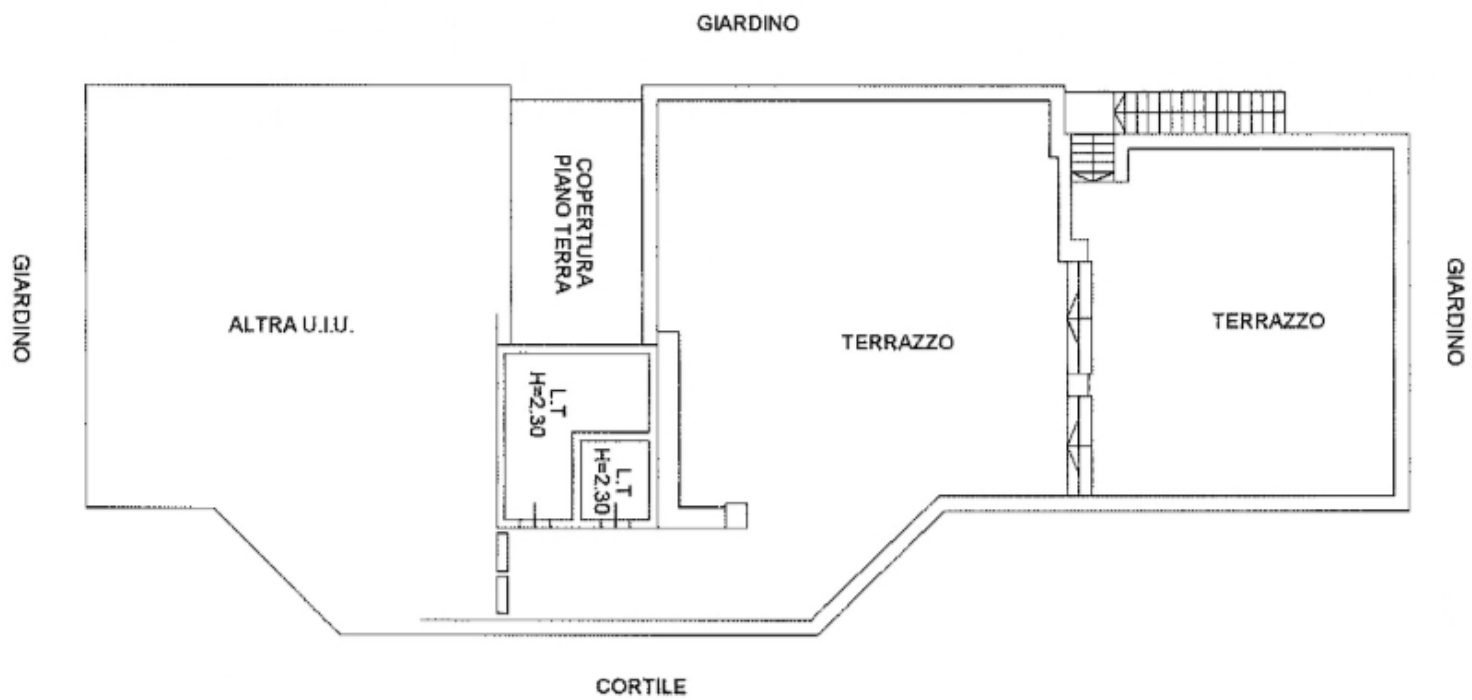 GIARDINO
COPERTURA
PIANO TERRA
GIARDINO
ALTRA U.I.U.
TERRAZZO
TERRAZZO
GIARDINO
L.T
H=2.30
L.T
H=2.30
CORTILE